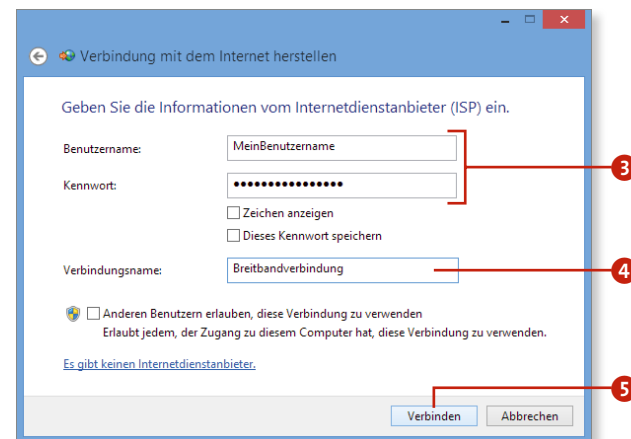 Verbindung mit dem Internet herstellen
Geben Sie die Informationen vom Internetdienstanbieter (ISP) ein.
Benutzername: MeinBenutzername
3
Kennwort: ••••••••••••••••
Zeichen anzeigen
Dieses Kennwort speichern
Verbindungsname: Breitbandverbindung
4
Anderen Benutzern erlauben, diese Verbindung zu verwenden
Erlaubt jedem, der Zugang zu diesem Computer hat, diese Verbindung zu verwenden.
Es gibt keinen Internetdienstanbieter.
5
Verbinden Abbrechen